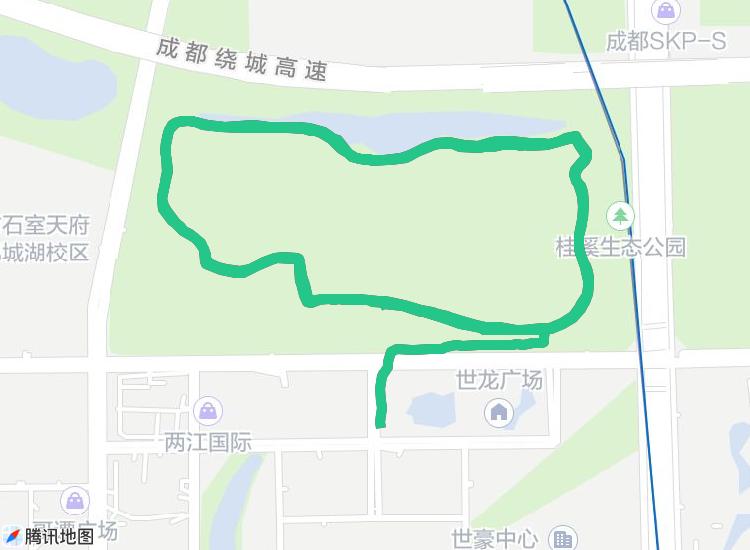 成都绕城高速
成都SKP-S
石室天府
城湖校区
桂溪生态公园
世龙广场
两江国际
广场
世豪中心
腾讯地图